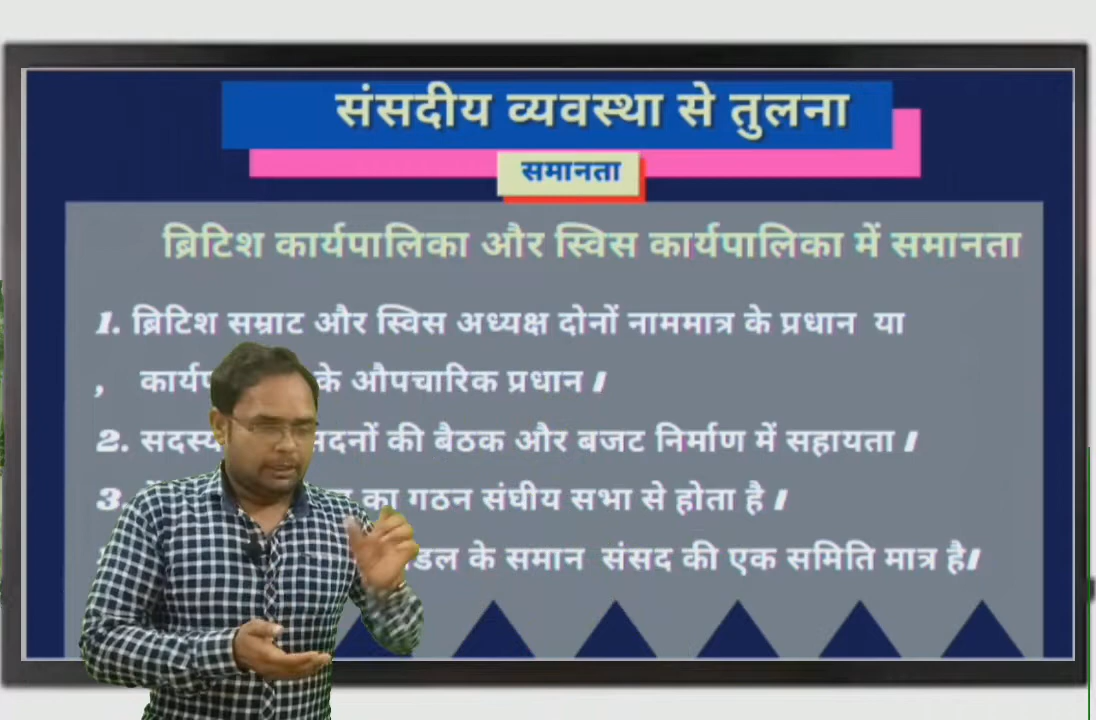 संसदीय व्यवस्था से तुलना
समानता
ब्रिटिश कार्यपालिका और स्विस कार्यपालिका में समानता
1. ब्रिटिश सम्राट और स्विस अध्यक्ष दोनों नाममात्र के प्रधान या
, के औपचारिक प्रधान /
2. की बैठक और बजट निर्माण में सहायता /
3. का गठन संघीय सभा से होता है /
के समान संसद की एक समिति मात्र है/